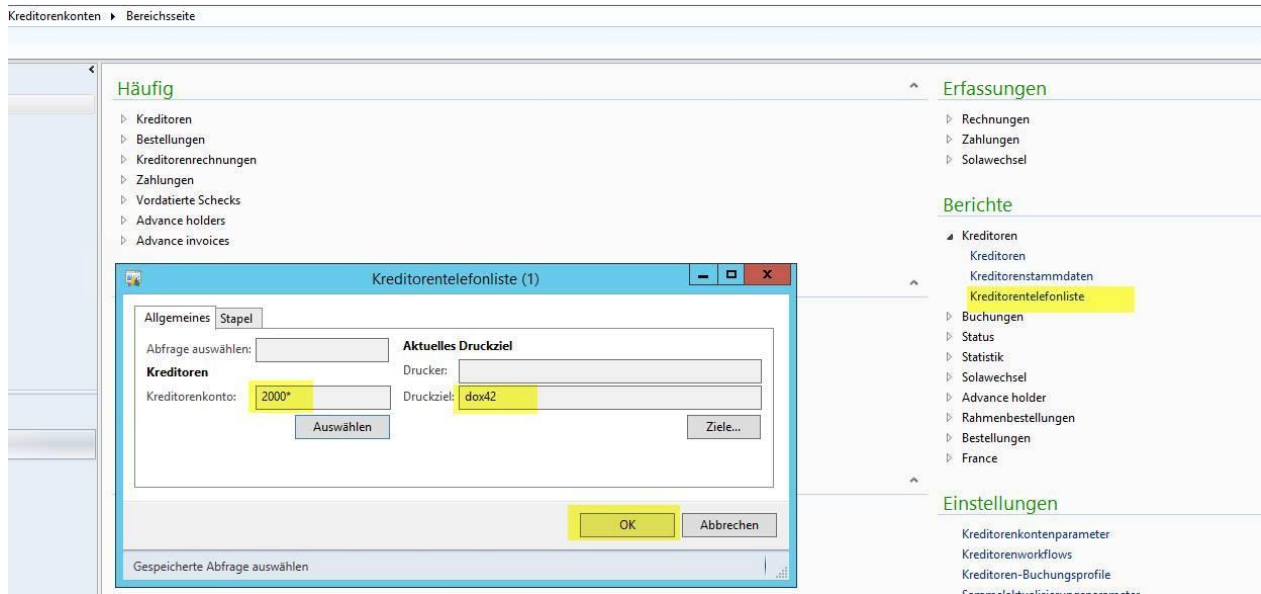 Kreditorenkonten ▸ Bereichsseite
Häufig
Kreditoren
Bestellungen
Kreditorenrechnungen
Zahlungen
Vordatierte Schecks
Advance holders
Advance invoices
Kreditorentelefonliste (1)
Allgemeines Stapel
Abfrage auswählen:
Kreditoren
Kreditorenkonto: 2000*
Auswählen
Aktuelles Druckziel
Drucker:
Druckziel: dox42
Ziele...
OK Abbrechen
Gespeicherte Abfrage auswählen
Erfassungen
Rechnungen
Zahlungen
Solawechsel
Berichte
Kreditoren
Kreditoren
Kreditorenstammdaten
Kreditorentelefonliste
Buchungen
Status
Statistik
Solawechsel
Advance holder
Rahmenbestellungen
Bestellungen
France
Einstellungen
Kreditorenkontenparameter
Kreditorenworkflows
Kreditoren-Buchungsprofile